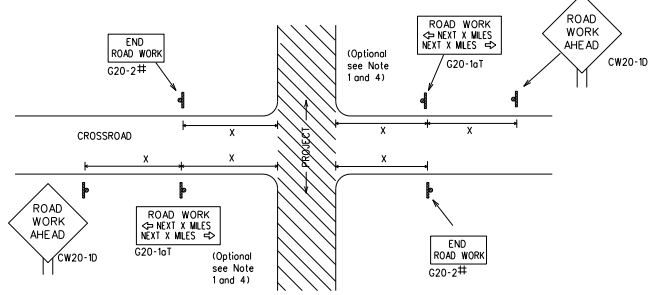 END
ROAD WORK
G20-2#
(Optional
see Note
1 and 4)
ROAD WORK
⇦ NEXT X MILES
NEXT X MILES ⇨
G20-1aT
ROAD
WORK
AHEAD
CW20-1D
X
X
X
CROSSROAD
PROJECT
X
X
X
ROAD
WORK
AHEAD
CW20-1D
ROAD WORK
⇦ NEXT X MILES
NEXT X MILES ⇨
G20-1aT
(Optional
see Note
1 and 4)
END
ROAD WORK
G20-2#